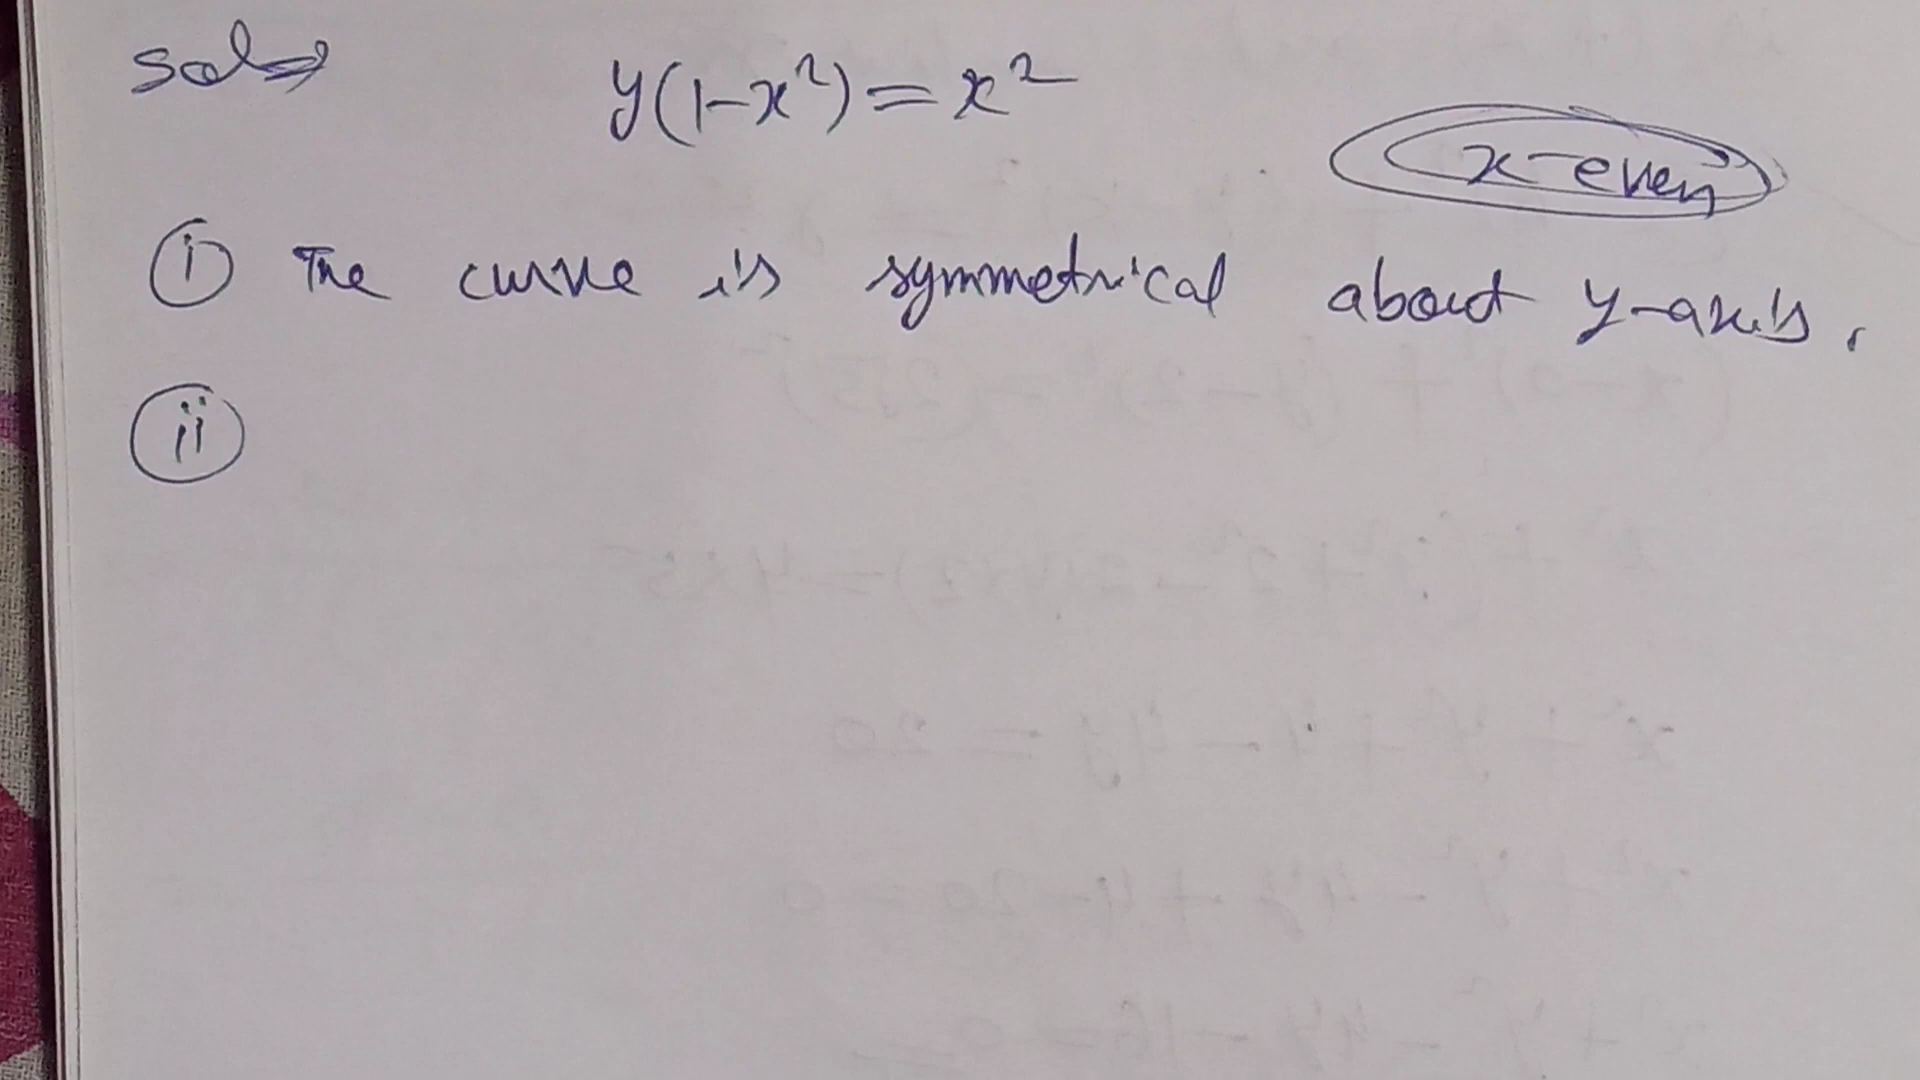 Sol⇒
y(1-x²)=x²
x-even
(i) The curve is symmetrical about y-axis.
(ii)